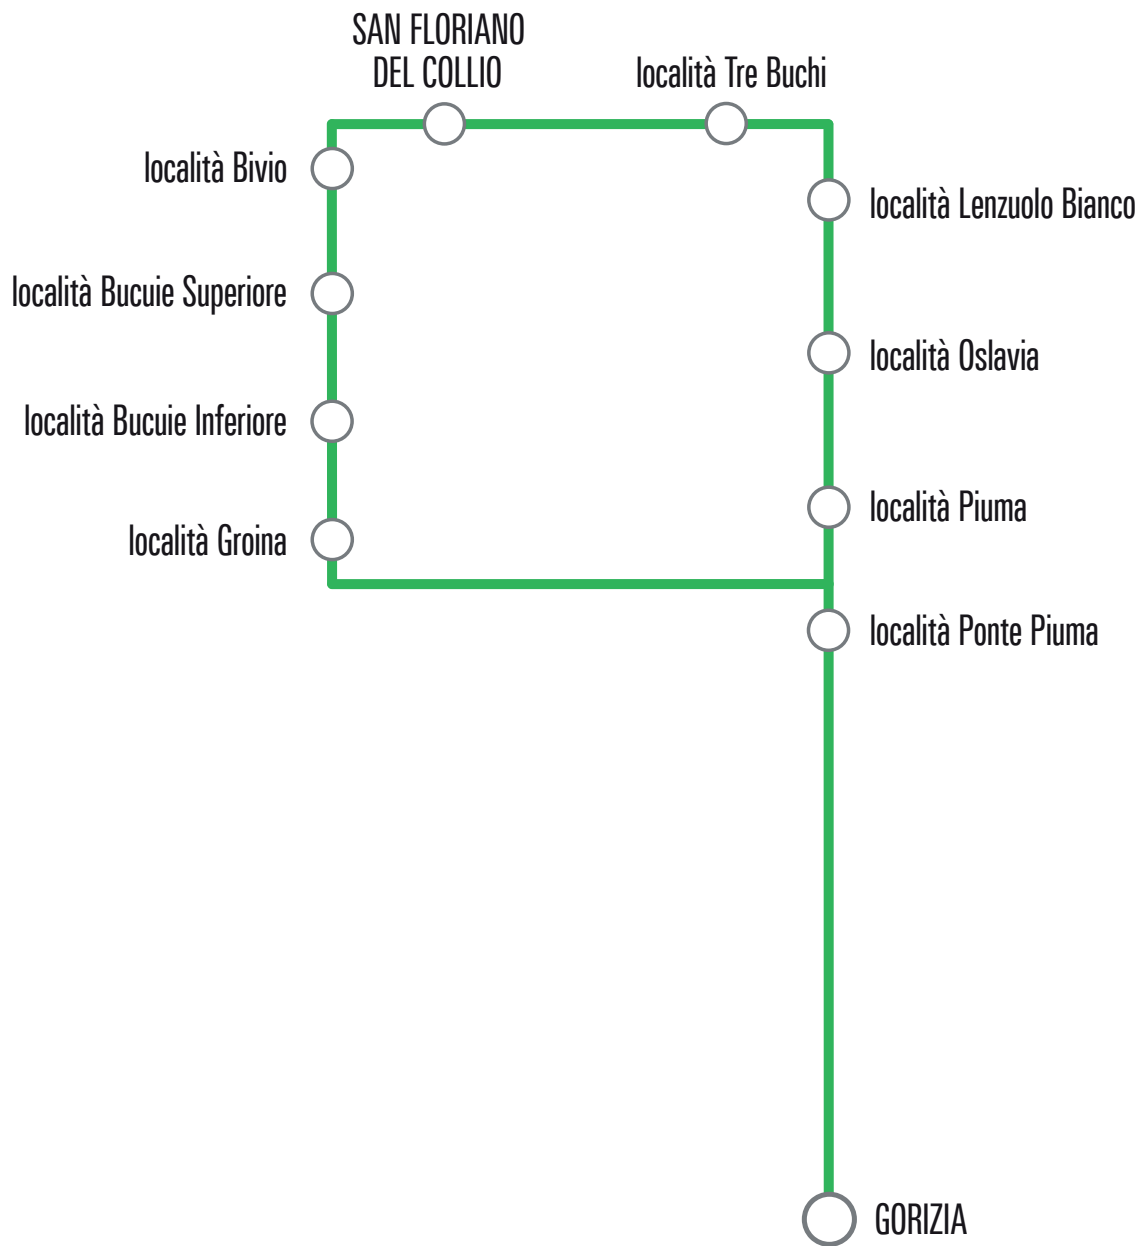 SAN FLORIANO
DEL COLLIO
località Tre Buchi
località Bivio
località Lenzuolo Bianco
località Bucuie Superiore
località Oslavia
località Bucuie Inferiore
località Piuma
località Groina
località Ponte Piuma
GORIZIA